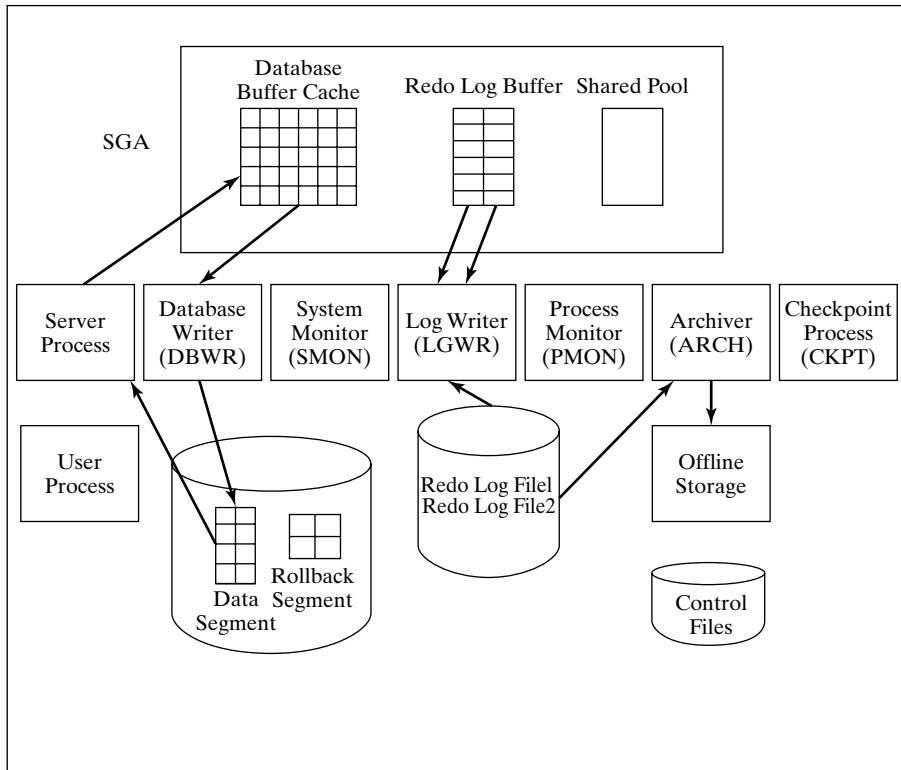 Database
Buffer Cache
Redo Log Buffer
Shared Pool
SGA
Server
Process
Database
Writer
(DBWR)
System
Monitor
(SMON)
Log Writer
(LGWR)
Process
Monitor
(PMON)
Archiver
(ARCH)
Checkpoint
Process
(CKPT)
User
Process
Data
Segment
Rollback
Segment
Redo Log File1
Redo Log File2
Offline
Storage
Control
Files